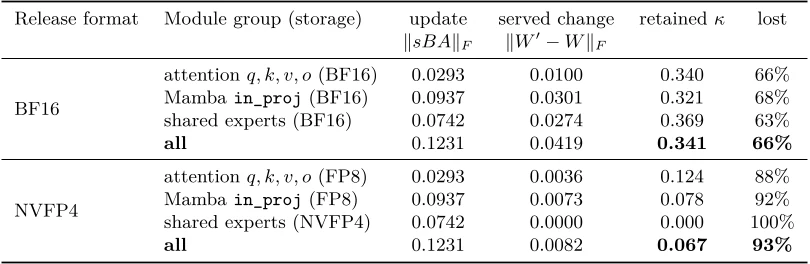 Release format Module group (storage) update served change retained κ lost
‖sBA‖F ‖W′ − W‖F
BF16
attention q, k, v, o (BF16) 0.0293 0.0100 0.340 66%
Mamba in_proj (BF16) 0.0937 0.0301 0.321 68%
shared experts (BF16) 0.0742 0.0274 0.369 63%
all 0.1231 0.0419 0.341 66%
NVFP4
attention q, k, v, o (FP8) 0.0293 0.0036 0.124 88%
Mamba in_proj (FP8) 0.0937 0.0073 0.078 92%
shared experts (NVFP4) 0.0742 0.0000 0.000 100%
all 0.1231 0.0082 0.067 93%